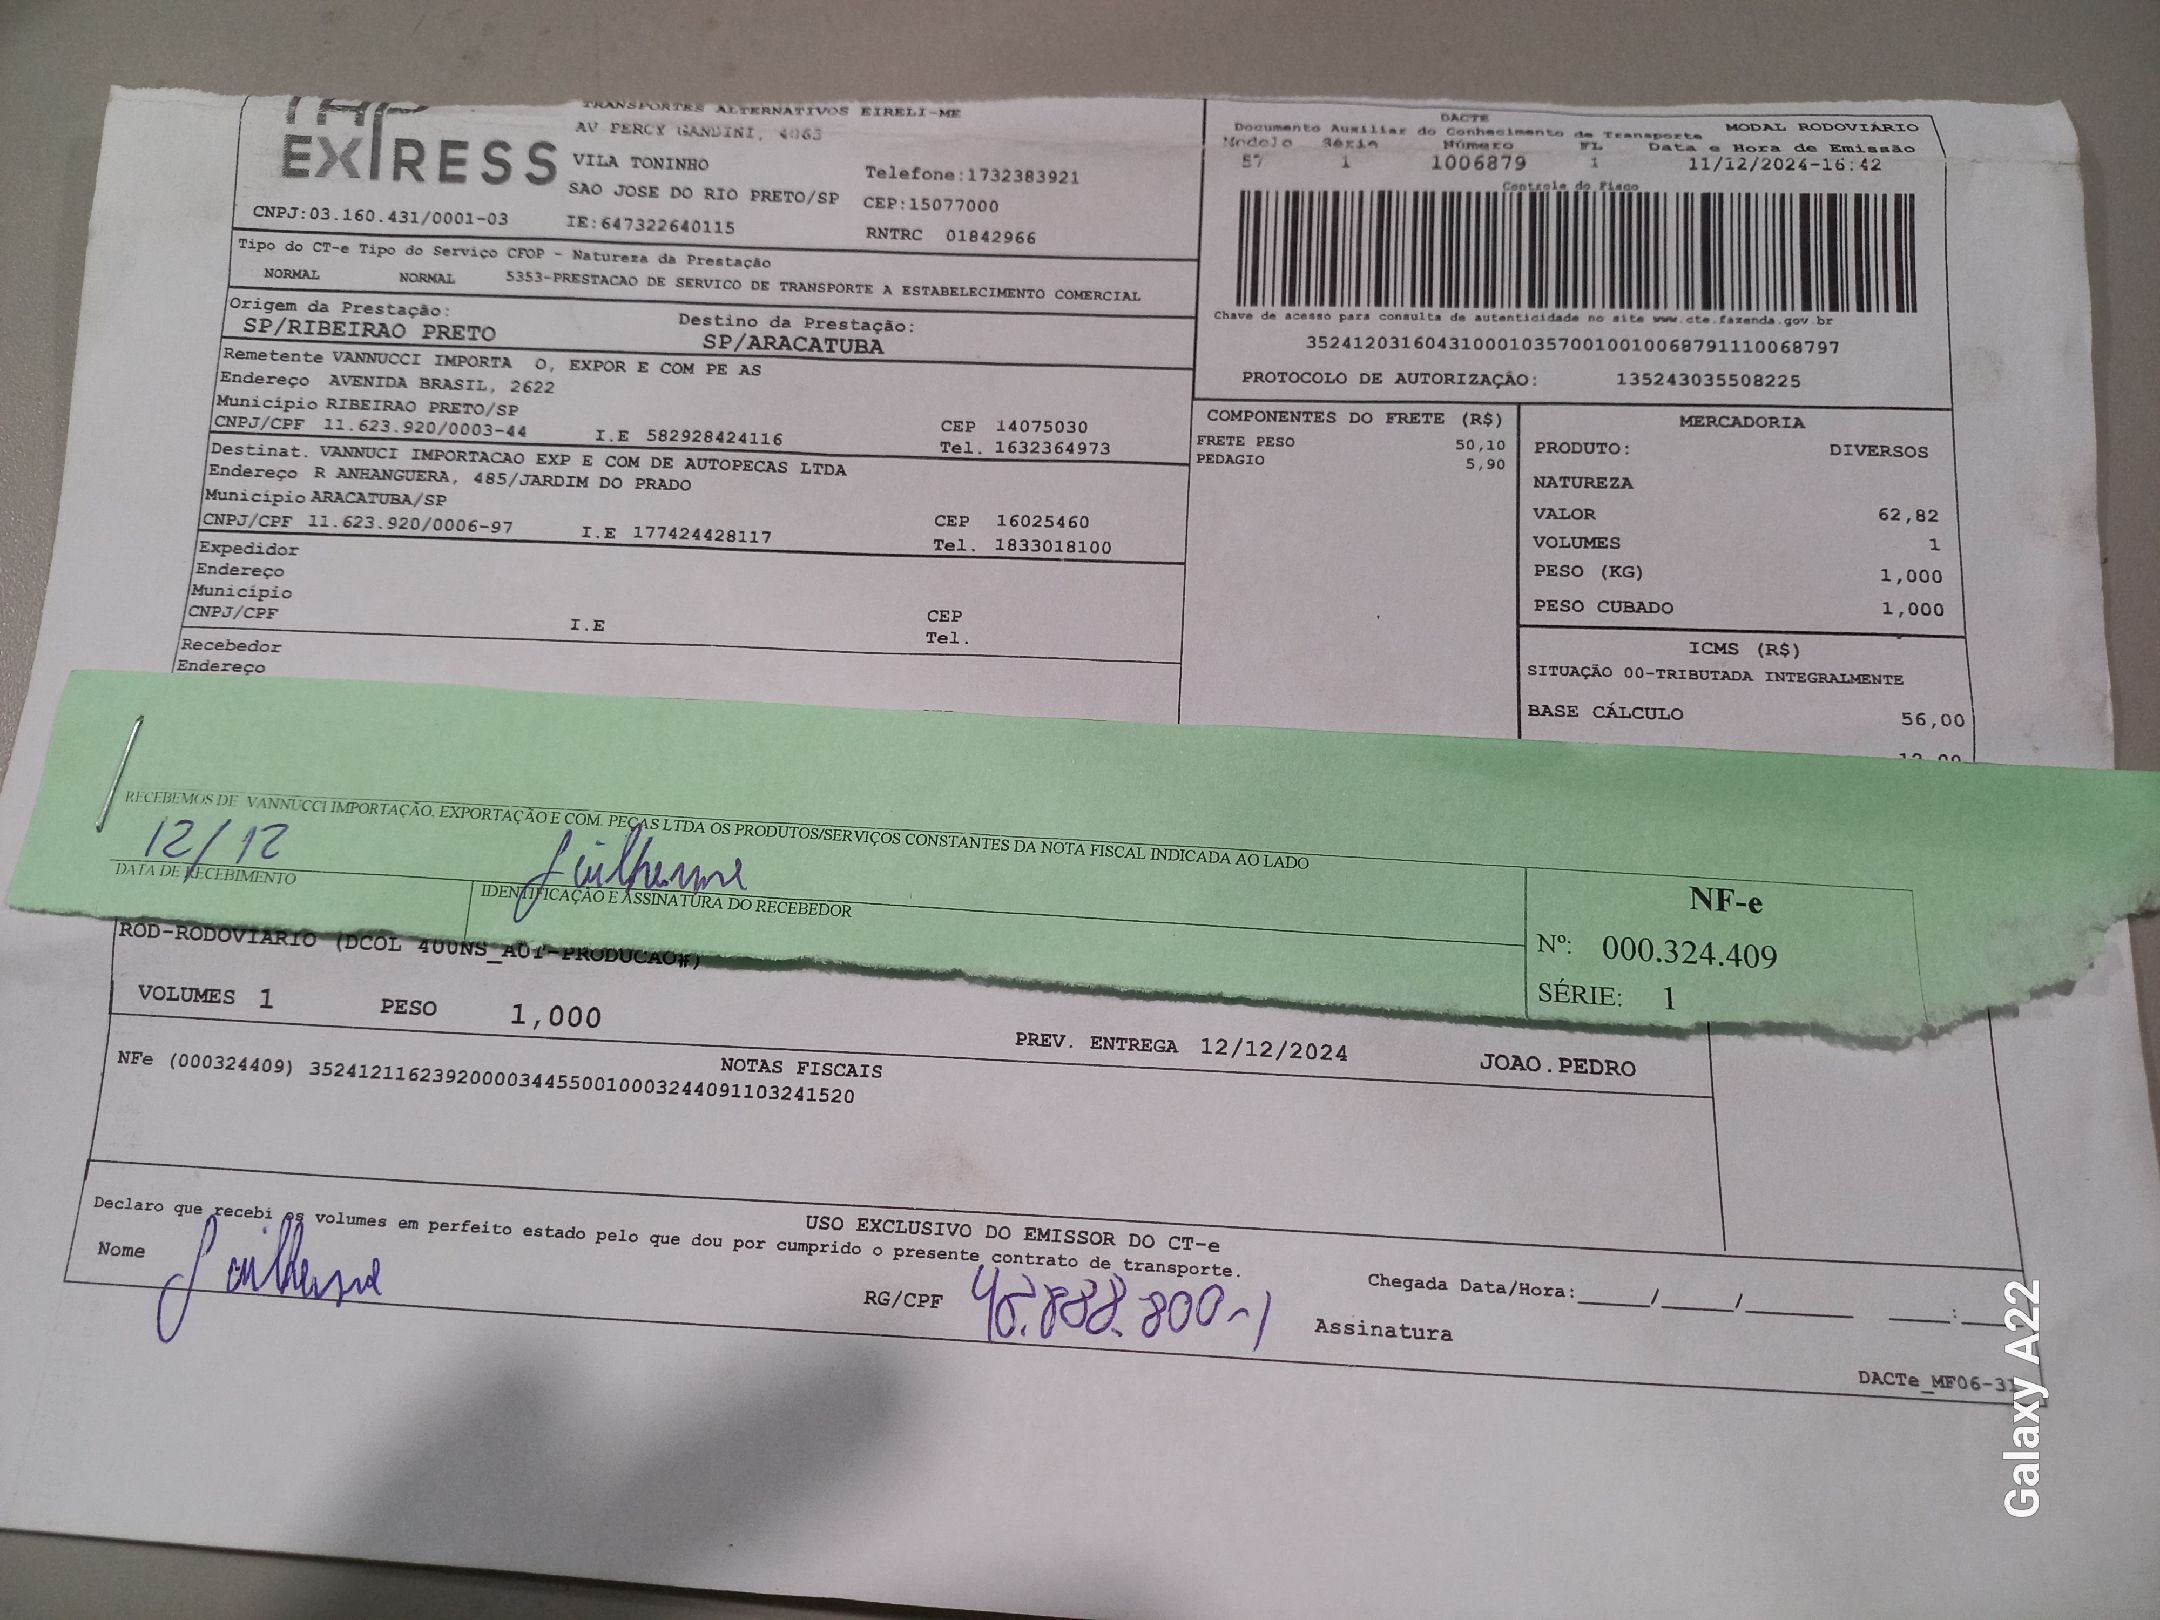 EXPRESS
TRANSPORTES ALTERNATIVOS EIRELI-ME
AV PERCY GANDINI, 4063
VILA TONINHO
Telefone:1732383921
SAO JOSE DO RIO PRETO/SP CEP:15077000
CNPJ:03.160.431/0001-03 IE:647322640115 RNTRC 01842966
DACTE
Documento Auxiliar do Conhecimento de Transporte MODAL RODOVIÁRIO
Modelo Série Número FL Data e Hora de Emissão
57 1 1006879 1 11/12/2024-16:42
Controle do Fisco
Chave de acesso para consulta de autenticidade no site www.cte.fazenda.gov.br
35241203160431000103570010010068791110068797
PROTOCOLO DE AUTORIZAÇÃO: 135243035508225
Tipo do CT-e Tipo do Serviço CFOP - Natureza da Prestação
NORMAL NORMAL 5353-PRESTACAO DE SERVICO DE TRANSPORTE A ESTABELECIMENTO COMERCIAL
Origem da Prestação: Destino da Prestação:
SP/RIBEIRAO PRETO SP/ARACATUBA
Remetente VANNUCCI IMPORTA O, EXPOR E COM PE AS
Endereço AVENIDA BRASIL, 2622
Município RIBEIRAO PRETO/SP CEP 14075030
CNPJ/CPF 11.623.920/0003-44 I.E 582928424116 Tel. 1632364973
Destinat. VANNUCI IMPORTACAO EXP E COM DE AUTOPECAS LTDA
Endereço R ANHANGUERA, 485/JARDIM DO PRADO
Município ARACATUBA/SP CEP 16025460
CNPJ/CPF 11.623.920/0006-97 I.E 177424428117 Tel. 1833018100
Expedidor
Endereço
Município CEP
CNPJ/CPF I.E Tel.
Recebedor
Endereço
COMPONENTES DO FRETE (R$)
FRETE PESO 50,10
PEDAGIO 5,90
MERCADORIA
PRODUTO: DIVERSOS
NATUREZA
VALOR 62,82
VOLUMES 1
PESO (KG) 1,000
PESO CUBADO 1,000
ICMS (R$)
SITUAÇÃO 00-TRIBUTADA INTEGRALMENTE
BASE CÁLCULO 56,00
RECEBEMOS DE VANNUCCI IMPORTAÇÃO, EXPORTAÇÃO E COM. PEÇAS LTDA OS PRODUTOS/SERVIÇOS CONSTANTES DA NOTA FISCAL INDICADA AO LADO
12/12 Guilherme
DATA DE RECEBIMENTO IDENTIFICAÇÃO E ASSINATURA DO RECEBEDOR
NF-e
Nº: 000.324.409
SÉRIE: 1
ROD-RODOVIARIO (DCOL 400NS_A01-PRODUCAO#)
VOLUMES 1 PESO 1,000 PREV. ENTREGA 12/12/2024 JOAO.PEDRO
NOTAS FISCAIS
NFe (000324409) 35241211623920000344550010003244091103241520
USO EXCLUSIVO DO EMISSOR DO CT-e
Declaro que recebi os volumes em perfeito estado pelo que dou por cumprido o presente contrato de transporte.
Nome Guilherme RG/CPF Chegada Data/Hora:_____/_____/________ ____:____
Assinatura
DACTe_MF06-31
Galaxy A22